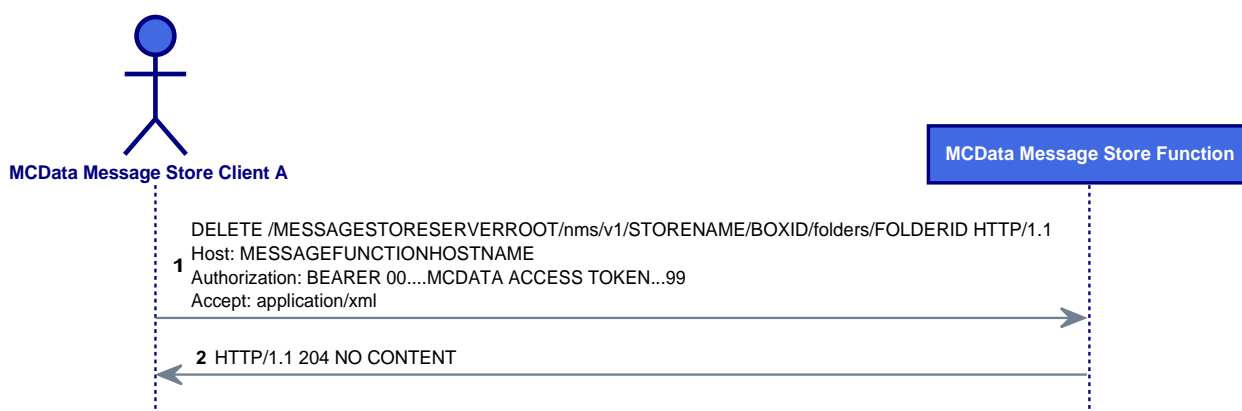 MCData Message Store Client A
MCData Message Store Function
DELETE /MESSAGESTORESERVERROOT/nms/v1/STORENAME/BOXID/folders/FOLDERID HTTP/1.1
Host: MESSAGEFUNCTIONHOSTNAME
1
Authorization: BEARER 00....MCDATA ACCESS TOKEN...99
Accept: application/xml
2 HTTP/1.1 204 NO CONTENT